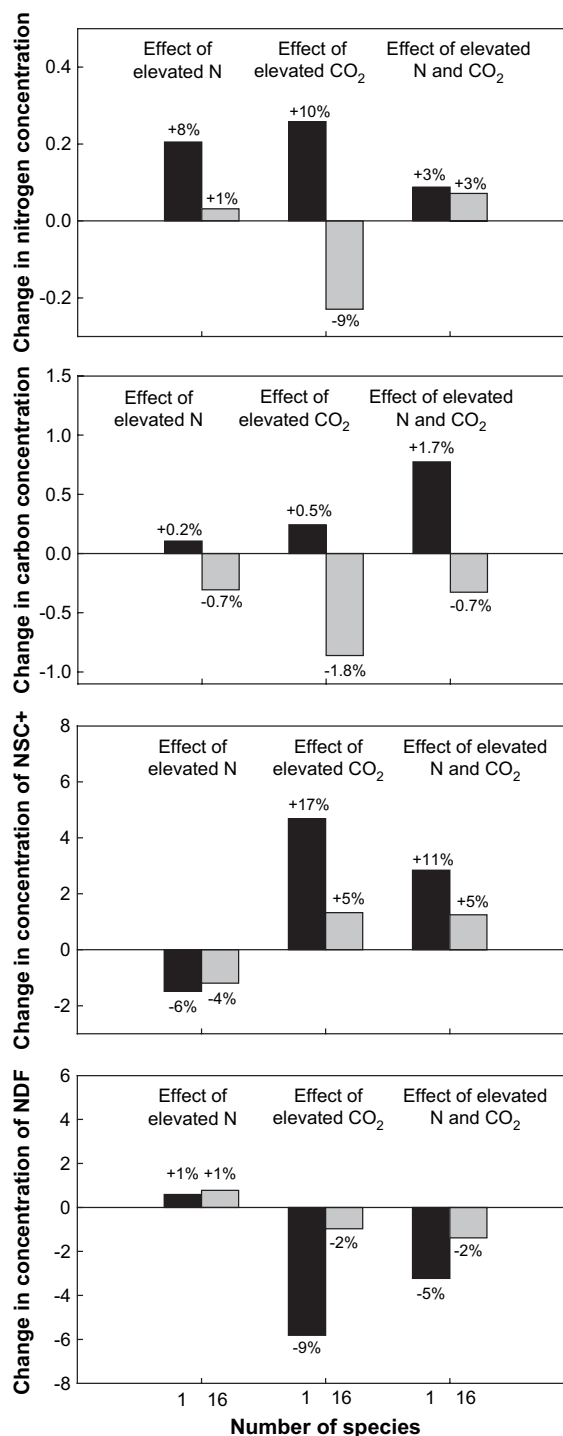 Change in nitrogen concentration
0.4
0.2
0.0
-0.2
Effect of
elevated N
Effect of
elevated CO2
Effect of elevated
N and CO2
+8%
+1%
+10%
-9%
+3%
+3%
Change in carbon concentration
1.5
1.0
0.5
0.0
-0.5
-1.0
Effect of
elevated N
Effect of
elevated CO2
Effect of elevated
N and CO2
+0.2%
-0.7%
+0.5%
-1.8%
+1.7%
-0.7%
Change in concentration of NSC+
8
6
4
2
0
-2
Effect of
elevated N
Effect of
elevated CO2
Effect of elevated
N and CO2
-6%
-4%
+17%
+5%
+11%
+5%
Change in concentration of NDF
6
4
2
0
-2
-4
-6
-8
Effect of
elevated N
Effect of
elevated CO2
Effect of elevated
N and CO2
+1%
+1%
-9%
-2%
-5%
-2%
1 16
1 16
1 16
Number of species